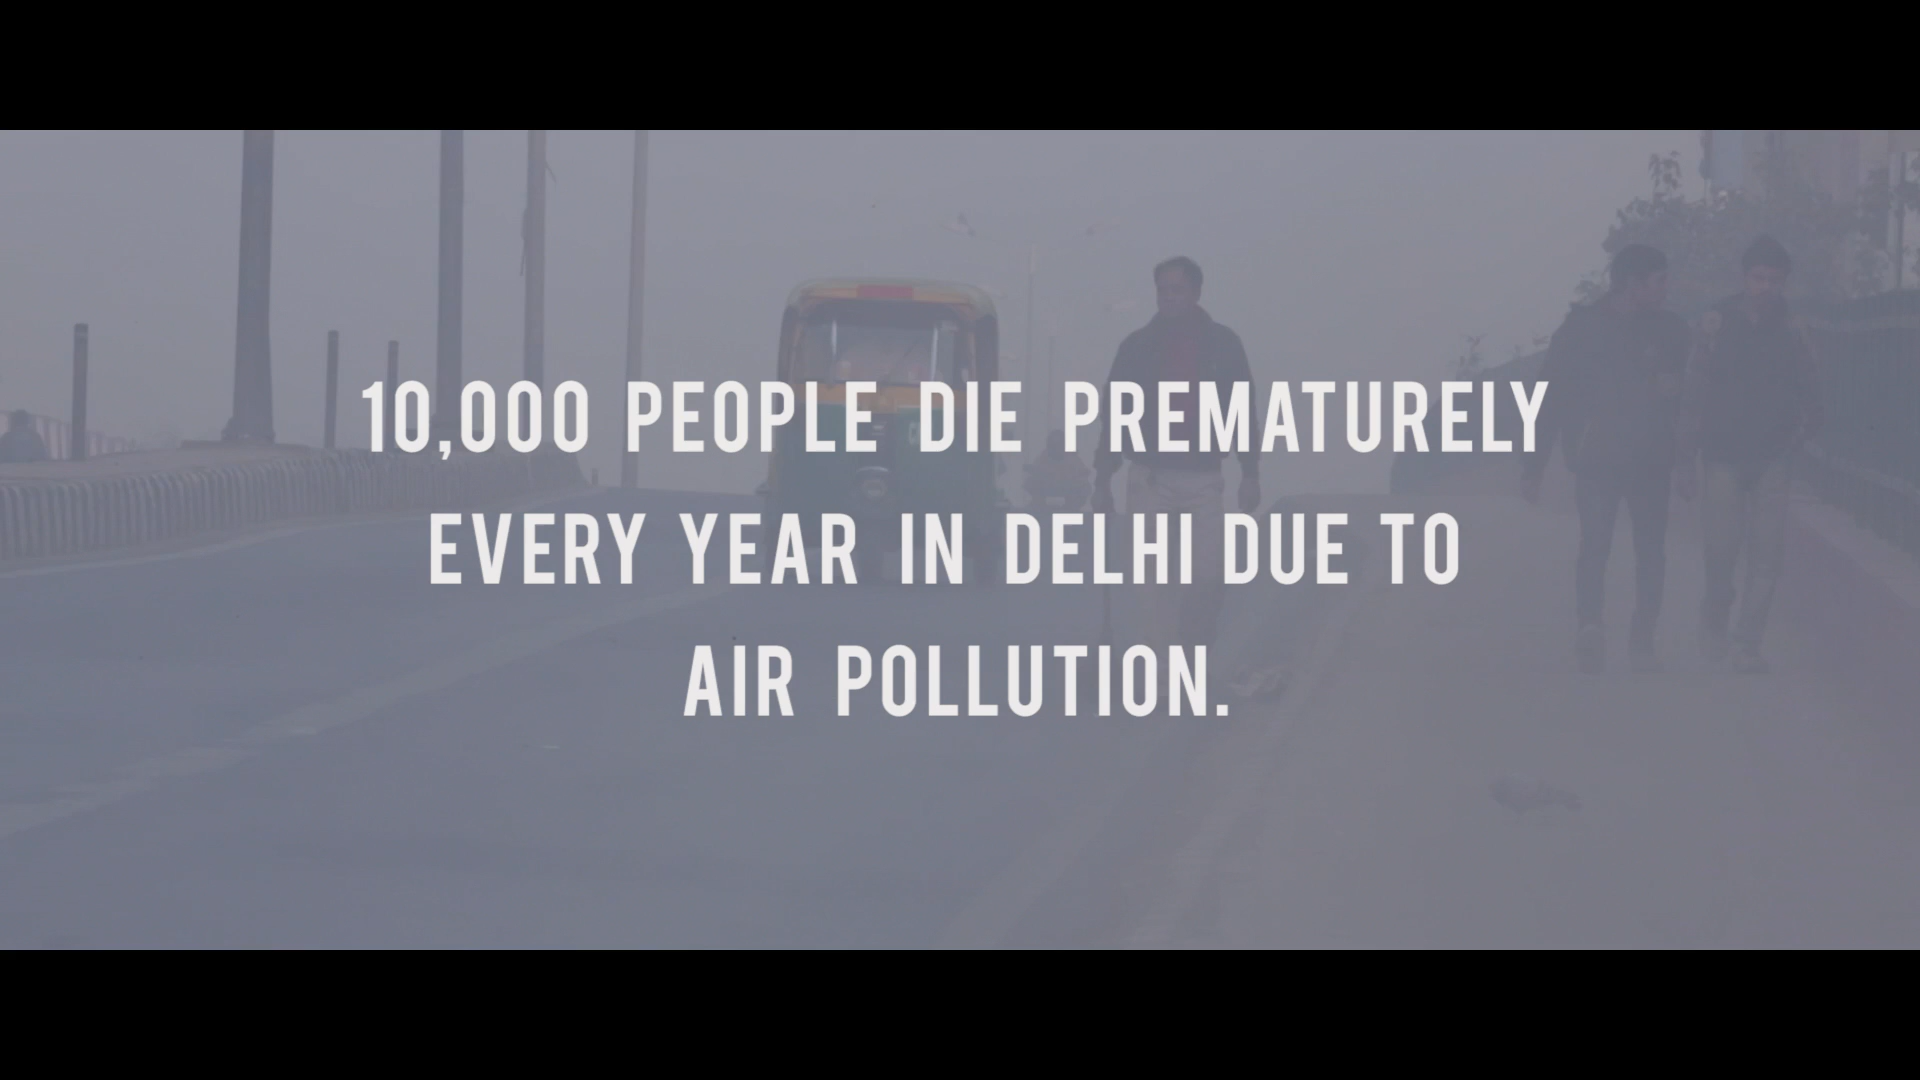 10,000 PEOPLE DIE PREMATURELY
EVERY YEAR IN DELHI DUE TO
AIR POLLUTION.